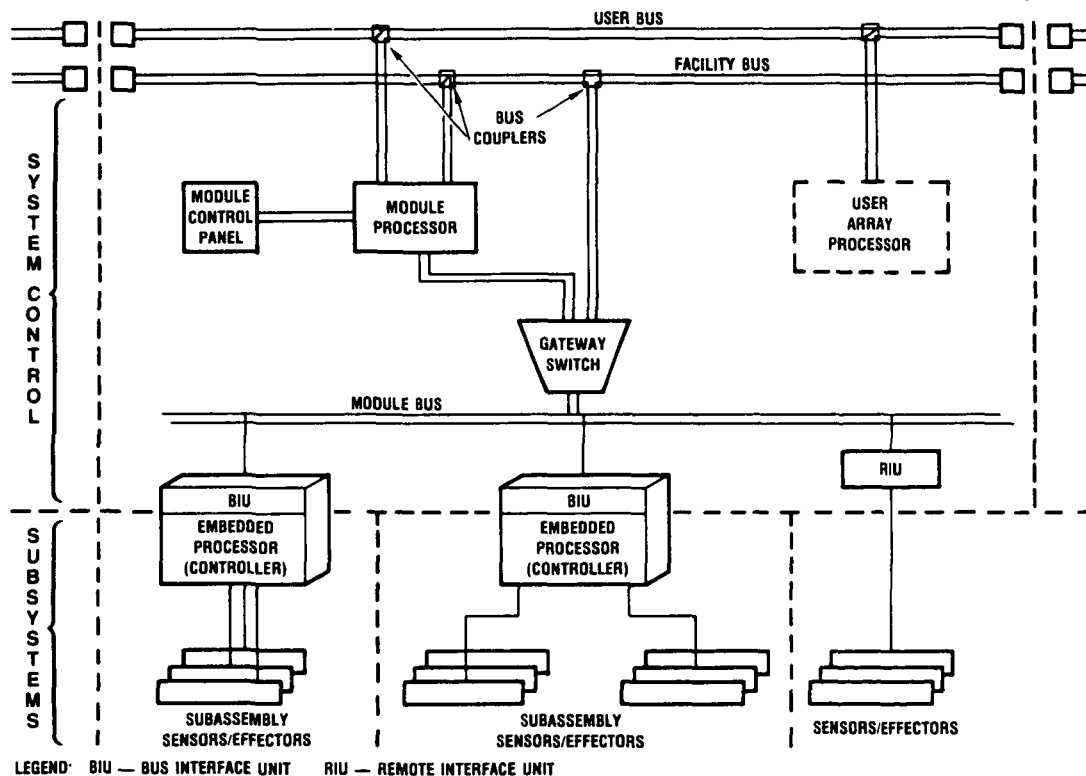 USER BUS
FACILITY BUS
BUS
COUPLERS
SYSTEM CONTROL
MODULE
CONTROL
PANEL
MODULE
PROCESSOR
USER
ARRAY
PROCESSOR
GATEWAY
SWITCH
MODULE BUS
RIU
BIU
EMBEDDED
PROCESSOR
(CONTROLLER)
BIU
EMBEDDED
PROCESSOR
(CONTROLLER)
SUBSYSTEMS
SUBASSEMBLY
SENSORS/EFFECTORS
SUBASSEMBLY
SENSORS/EFFECTORS
SENSORS/EFFECTORS
LEGEND: BIU — BUS INTERFACE UNIT RIU — REMOTE INTERFACE UNIT